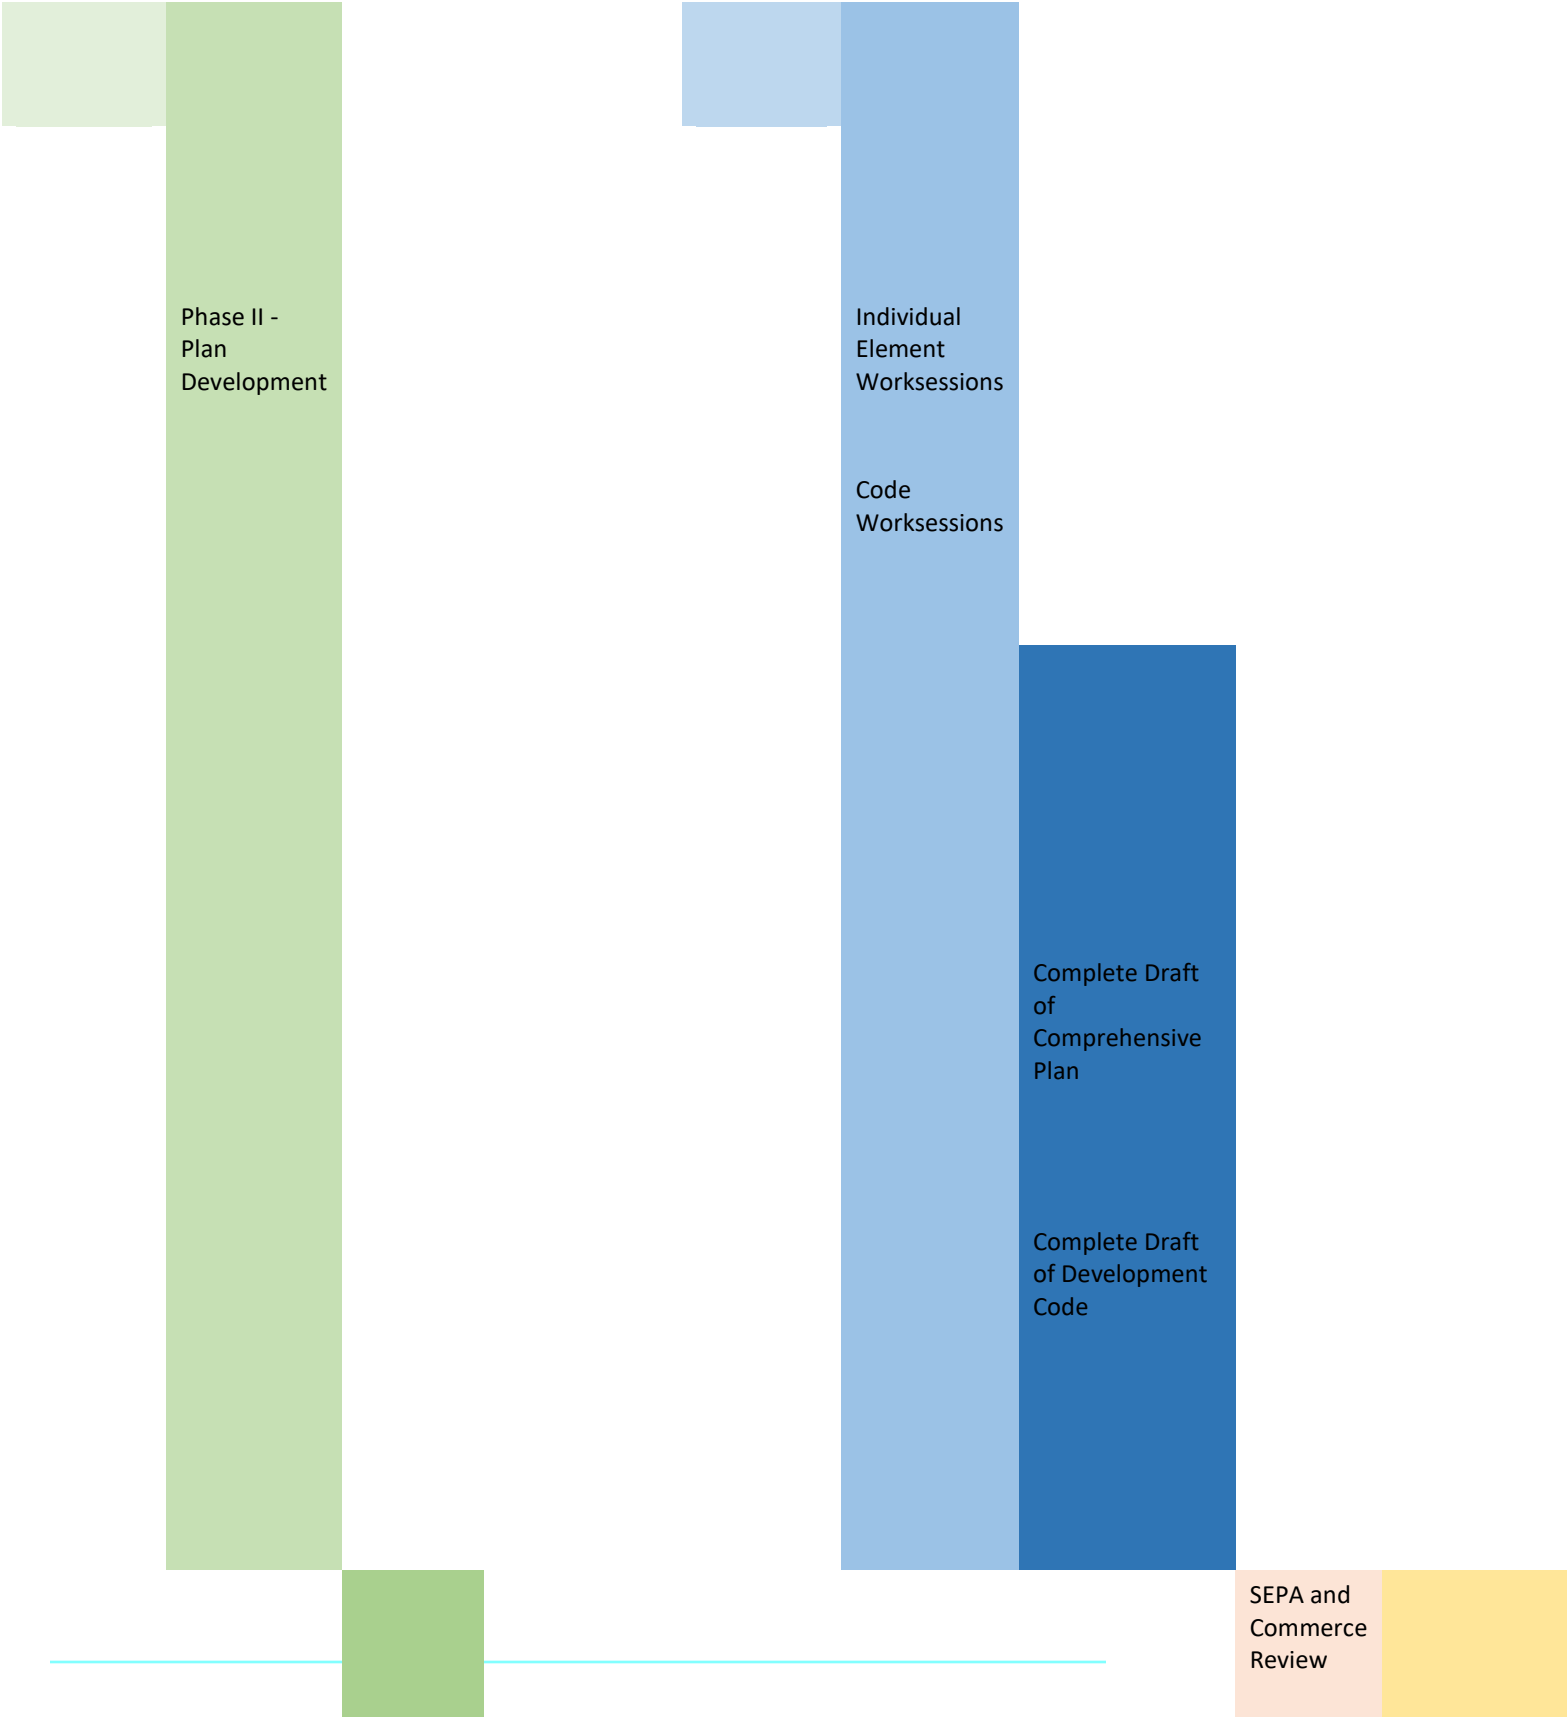 Phase II -
Plan
Development
Individual
Element
Worksessions
Code
Worksessions
Complete Draft
of
Comprehensive
Plan
Complete Draft
of Development
Code
SEPA and
Commerce
Review